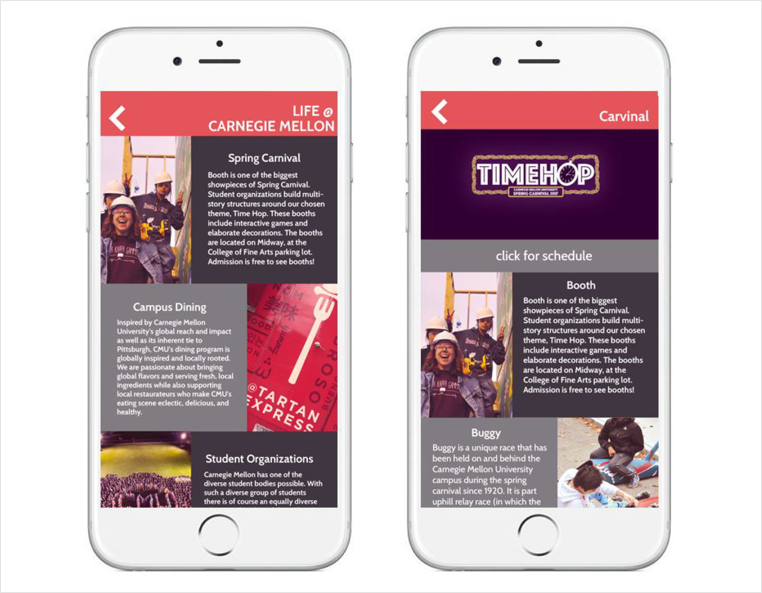 LIFE @
CARNEGIE MELLON
Spring Carnival
Booth is one of the biggest
showpieces of Spring Carnival.
Student organizations build multi-
story structures around our chosen
theme, Time Hop. These booths
include interactive games and
elaborate decorations. The booths
are located on Midway, at the
College of Fine Arts parking lot.
Admission is free to see booths!
Campus Dining
Inspired by Carnegie Mellon
University's global reach and impact
as well as its inherent tie to
Pittsburgh, CMU's dining program is
globally inspired and locally rooted.
We are passionate about bringing
global flavors and serving fresh, local
ingredients while also supporting
local restaurateurs who make CMU's
eating scene eclectic, delicious, and
healthy.
@TARTAN
EXPRESS
Student Organizations
Carnegie Mellon has one of the
diverse student bodies possible. With
such a diverse group of students
there is of course an equally diverse
Carvinal
TIMEHOP
CARNEGIE MELLON UNIVERSITY
SPRING CARNIVAL 2017
click for schedule
Booth
Booth is one of the biggest
showpieces of Spring Carnival.
Student organizations build multi-
story structures around our chosen
theme, Time Hop. These booths
include interactive games and
elaborate decorations. The booths
are located on Midway, at the
College of Fine Arts parking lot.
Admission is free to see booths!
Buggy
Buggy is a unique race that has
been held on and behind the
Carnegie Mellon University
campus during the spring
carnival since 1920. It is part
uphill relay race (in which the